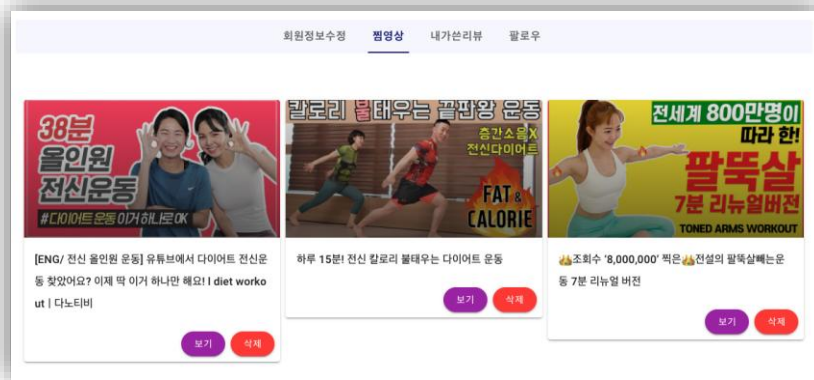 회원정보수정 찜영상 내가쓴리뷰 팔로우
38분
올인원
전신운동
#다이어트 운동 이거 하나로 OK
[ENG/ 전신 올인원 운동] 유튜브에서 다이어트 전신운
동 찾았어요? 이제 딱 이거 하나만 해요! l diet worko
ut | 다노티비
보기 삭제
칼로리 불태우는 끝판왕 운동
층간소음X
전신다이어트
FAT &
CALORIE
하루 15분! 전신 칼로리 불태우는 다이어트 운동
보기 삭제
전세계 800만명이
따라 한!
팔뚝살
7분 리뉴얼버전
TONED ARMS WORKOUT
👑조회수 '8,000,000' 찍은👑전설의 팔뚝살빼는운
동 7분 리뉴얼 버전
보기 삭제